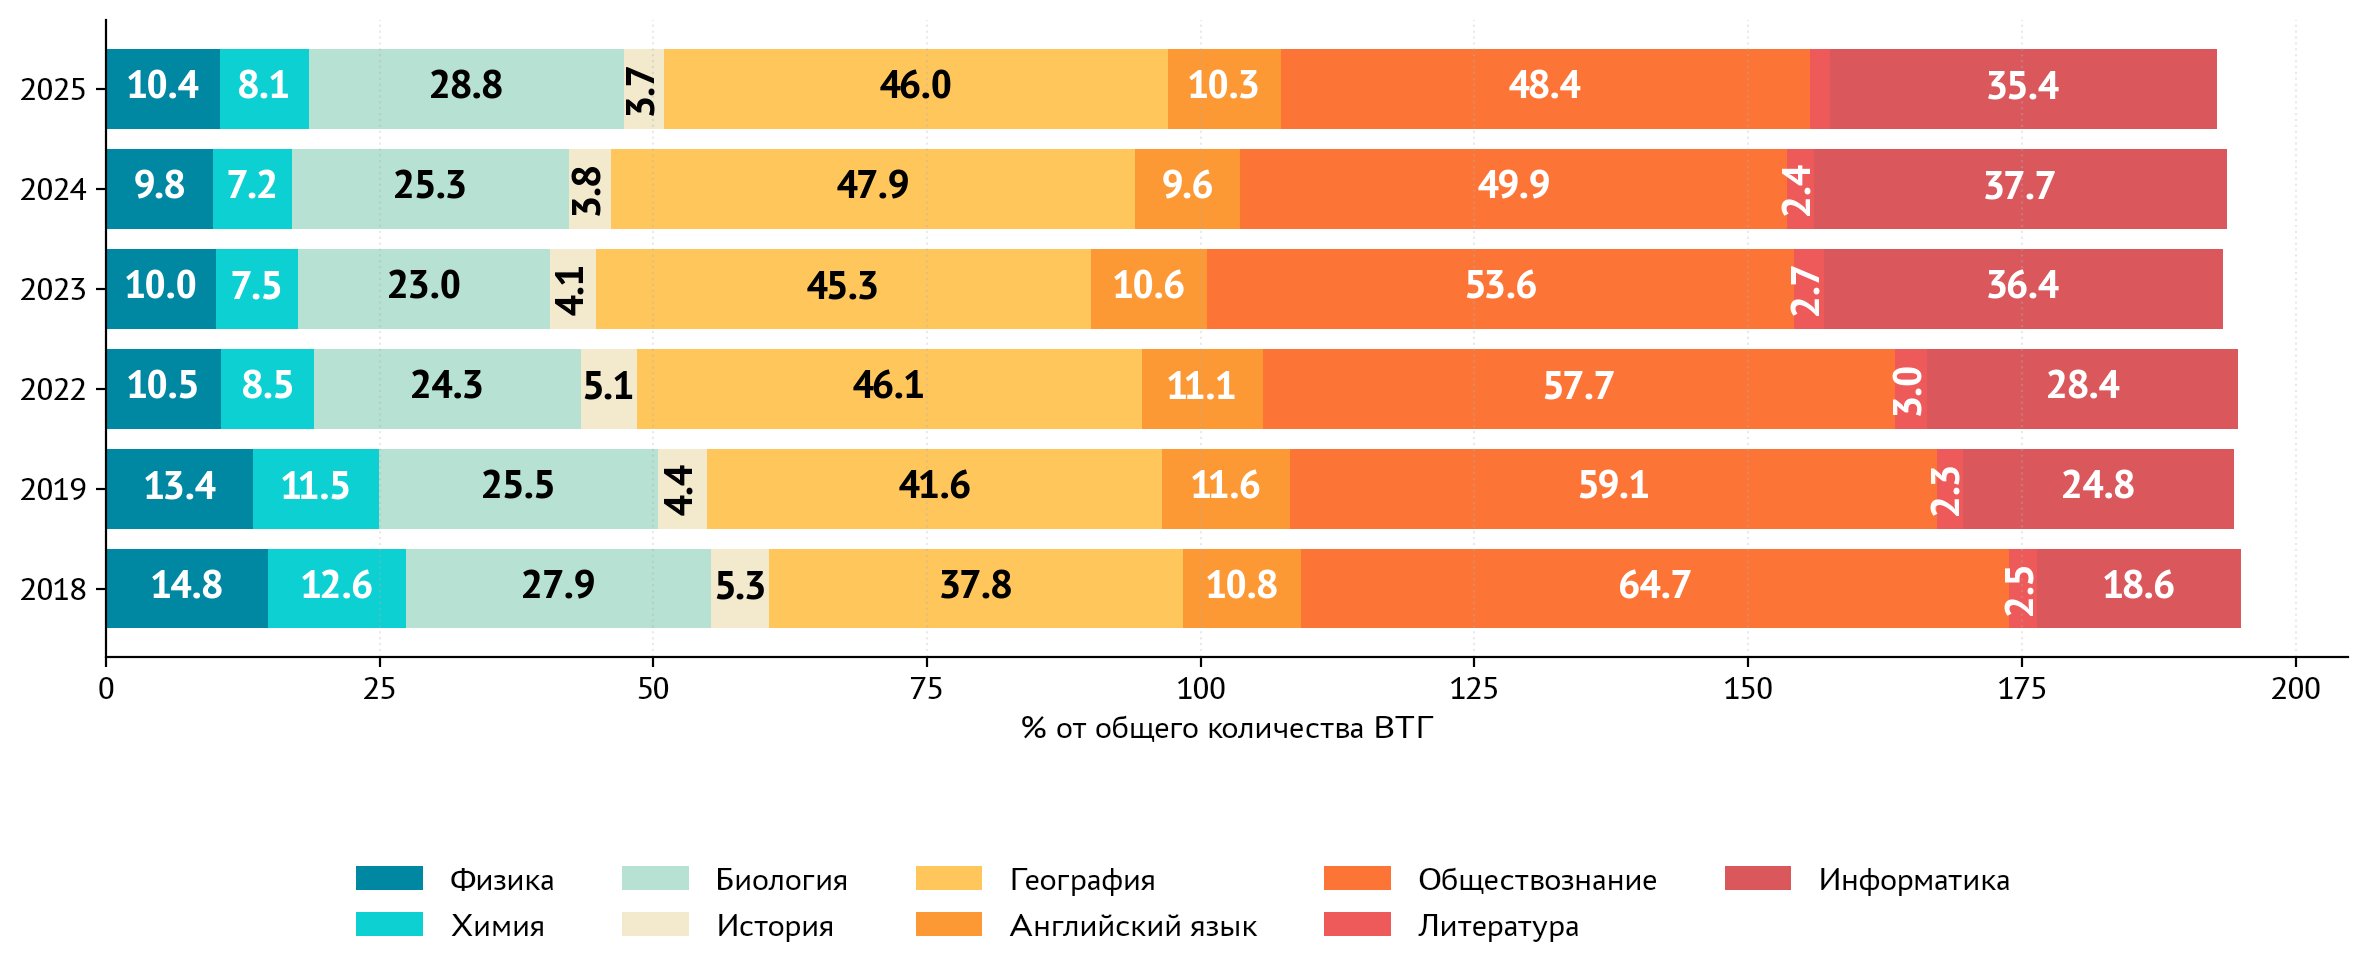 2025 10.4 8.1 28.8 3.7 46.0 10.3 48.4 35.4
2024 9.8 7.2 25.3 3.8 47.9 9.6 49.9 2.4 37.7
2023 10.0 7.5 23.0 4.1 45.3 10.6 53.6 2.7 36.4
2022 10.5 8.5 24.3 5.1 46.1 11.1 57.7 3.0 28.4
2019 13.4 11.5 25.5 4.4 41.6 11.6 59.1 2.3 24.8
2018 14.8 12.6 27.9 5.3 37.8 10.8 64.7 2.5 18.6
0 25 50 75 100 125 150 175 200
% от общего количества ВТГ
Физика Биология География Обществознание Информатика
Химия История Английский язык Литература